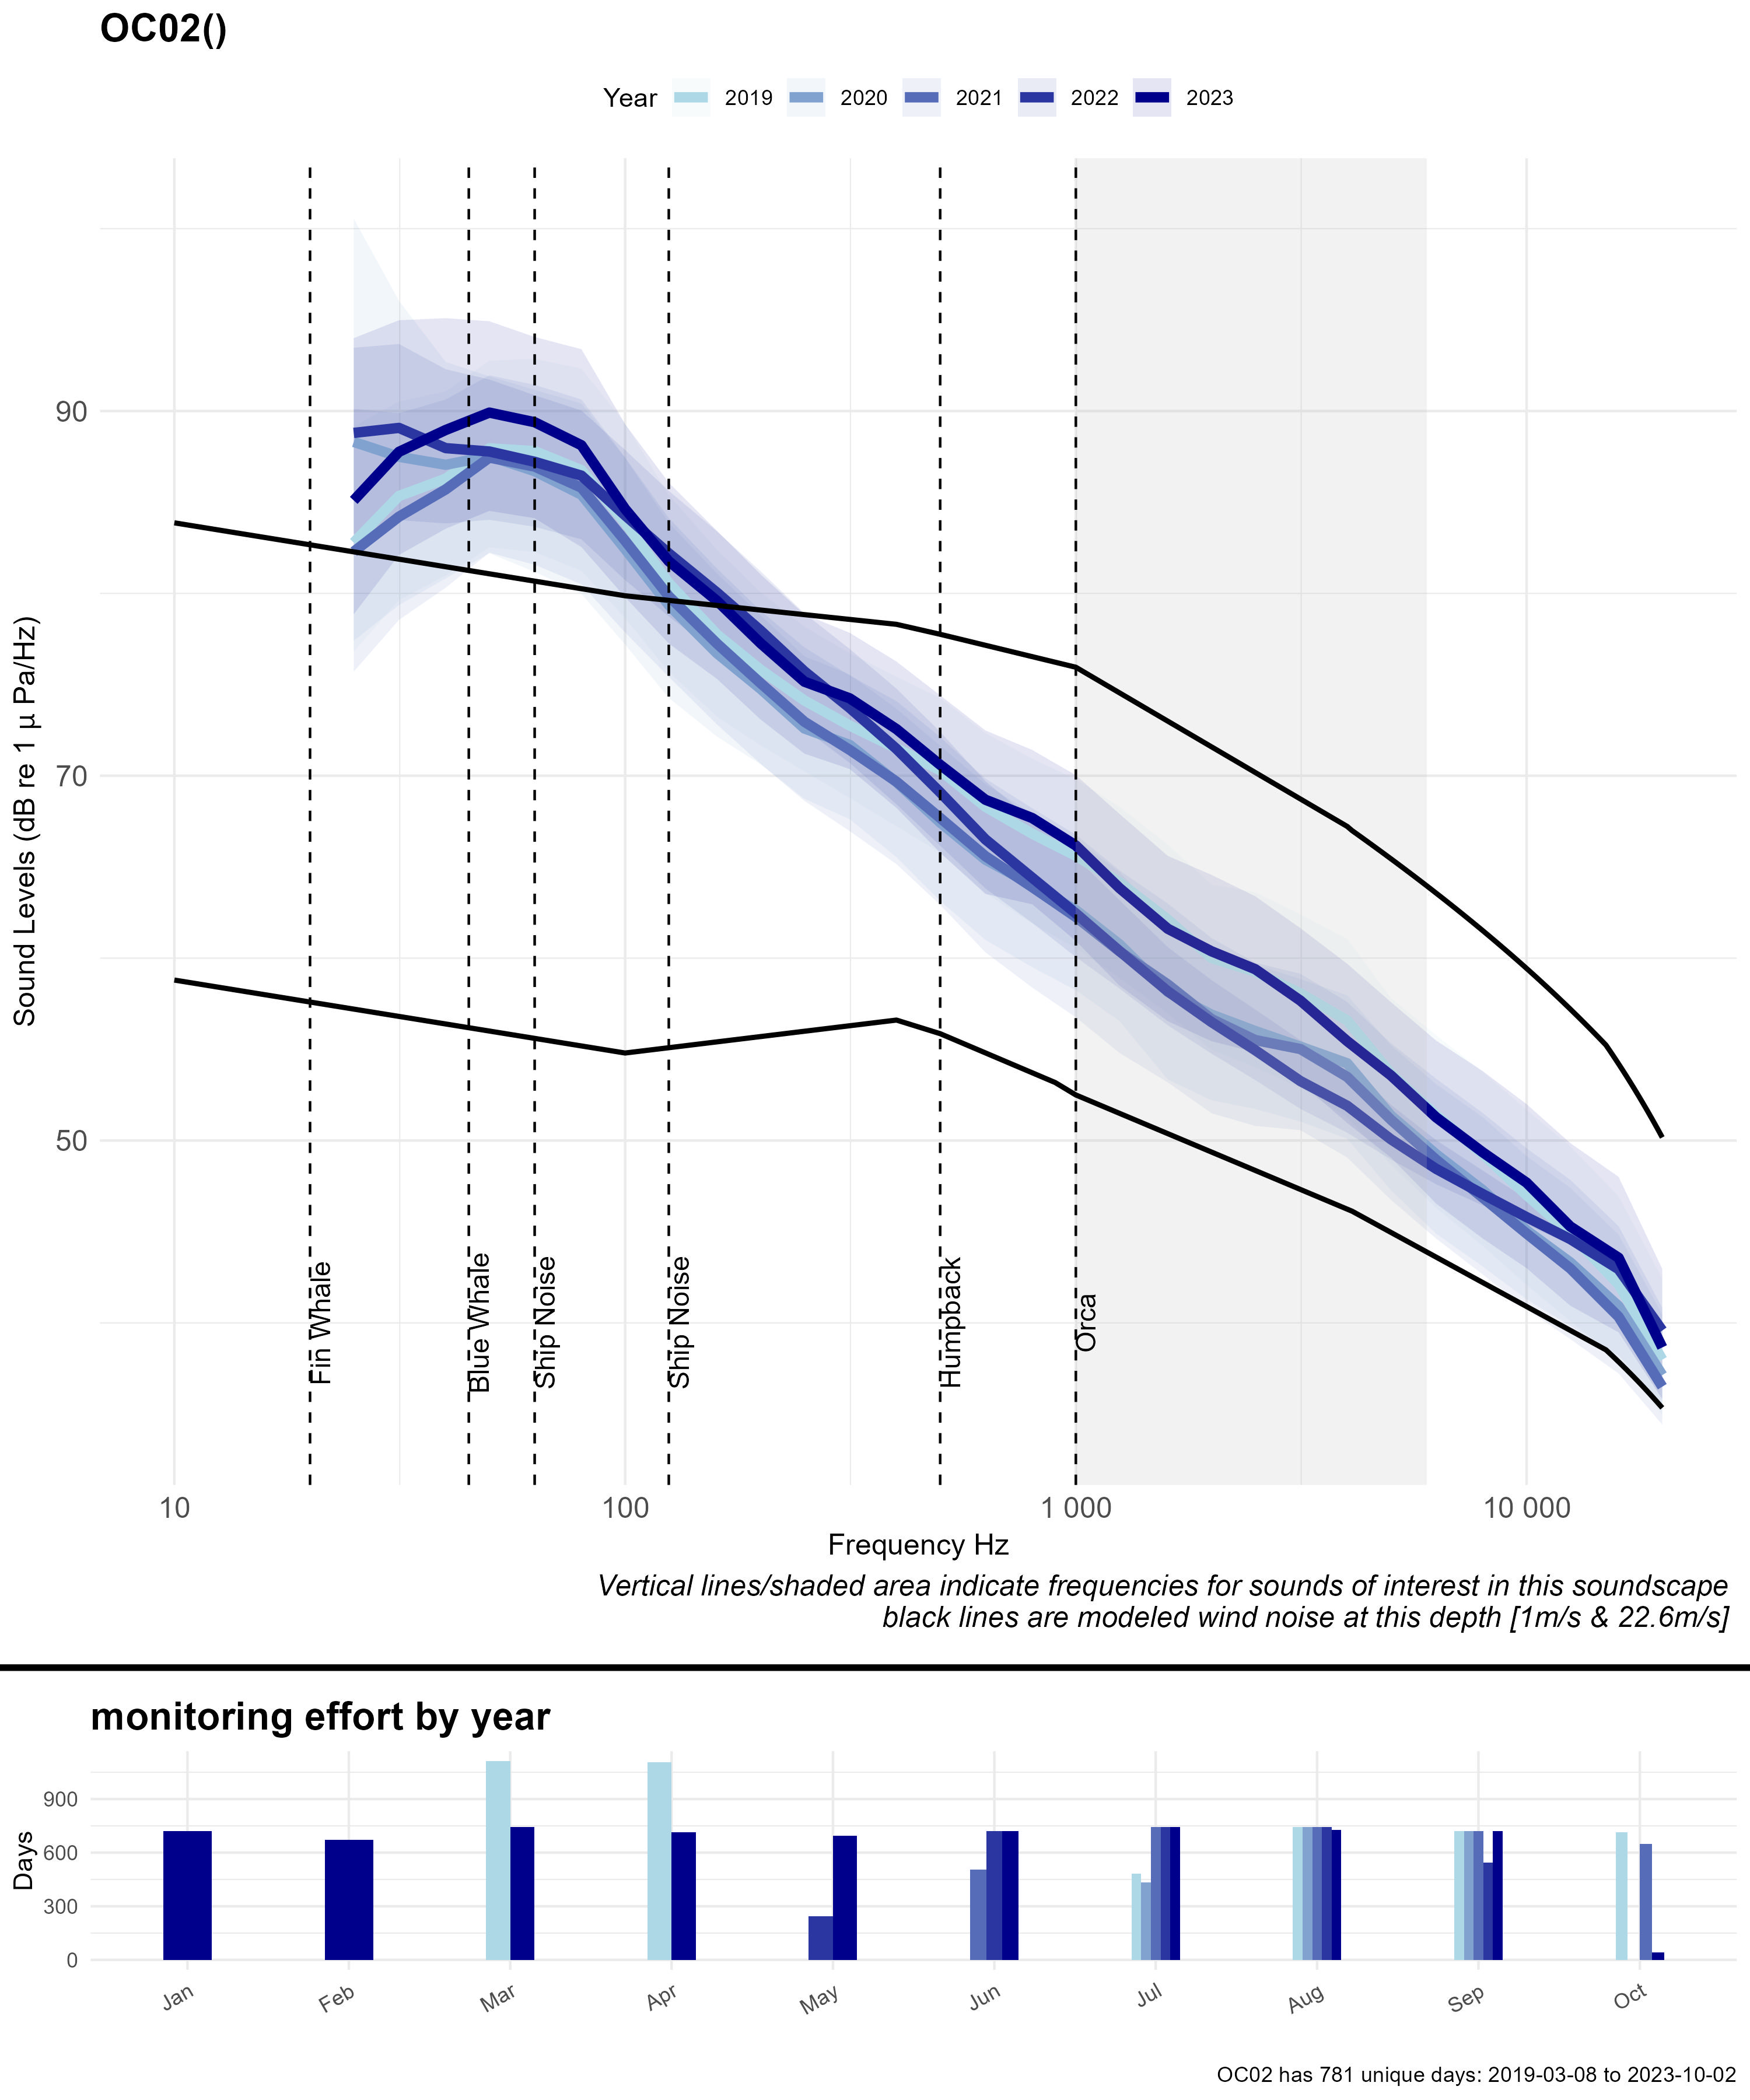 OC02()
Year 2019 2020 2021 2022 2023
Sound Levels (dB re 1 µ Pa/Hz)
90
70
50
Fin Whale
Blue Whale
Ship Noise
Ship Noise
Humpback
Orca
10 100 1 000 10 000
Frequency Hz
Vertical lines/shaded area indicate frequencies for sounds of interest in this soundscape
black lines are modeled wind noise at this depth [1m/s & 22.6m/s]
monitoring effort by year
Days
900
600
300
0
Jan Feb Mar Apr May Jun Jul Aug Sep Oct
OC02 has 781 unique days: 2019-03-08 to 2023-10-02